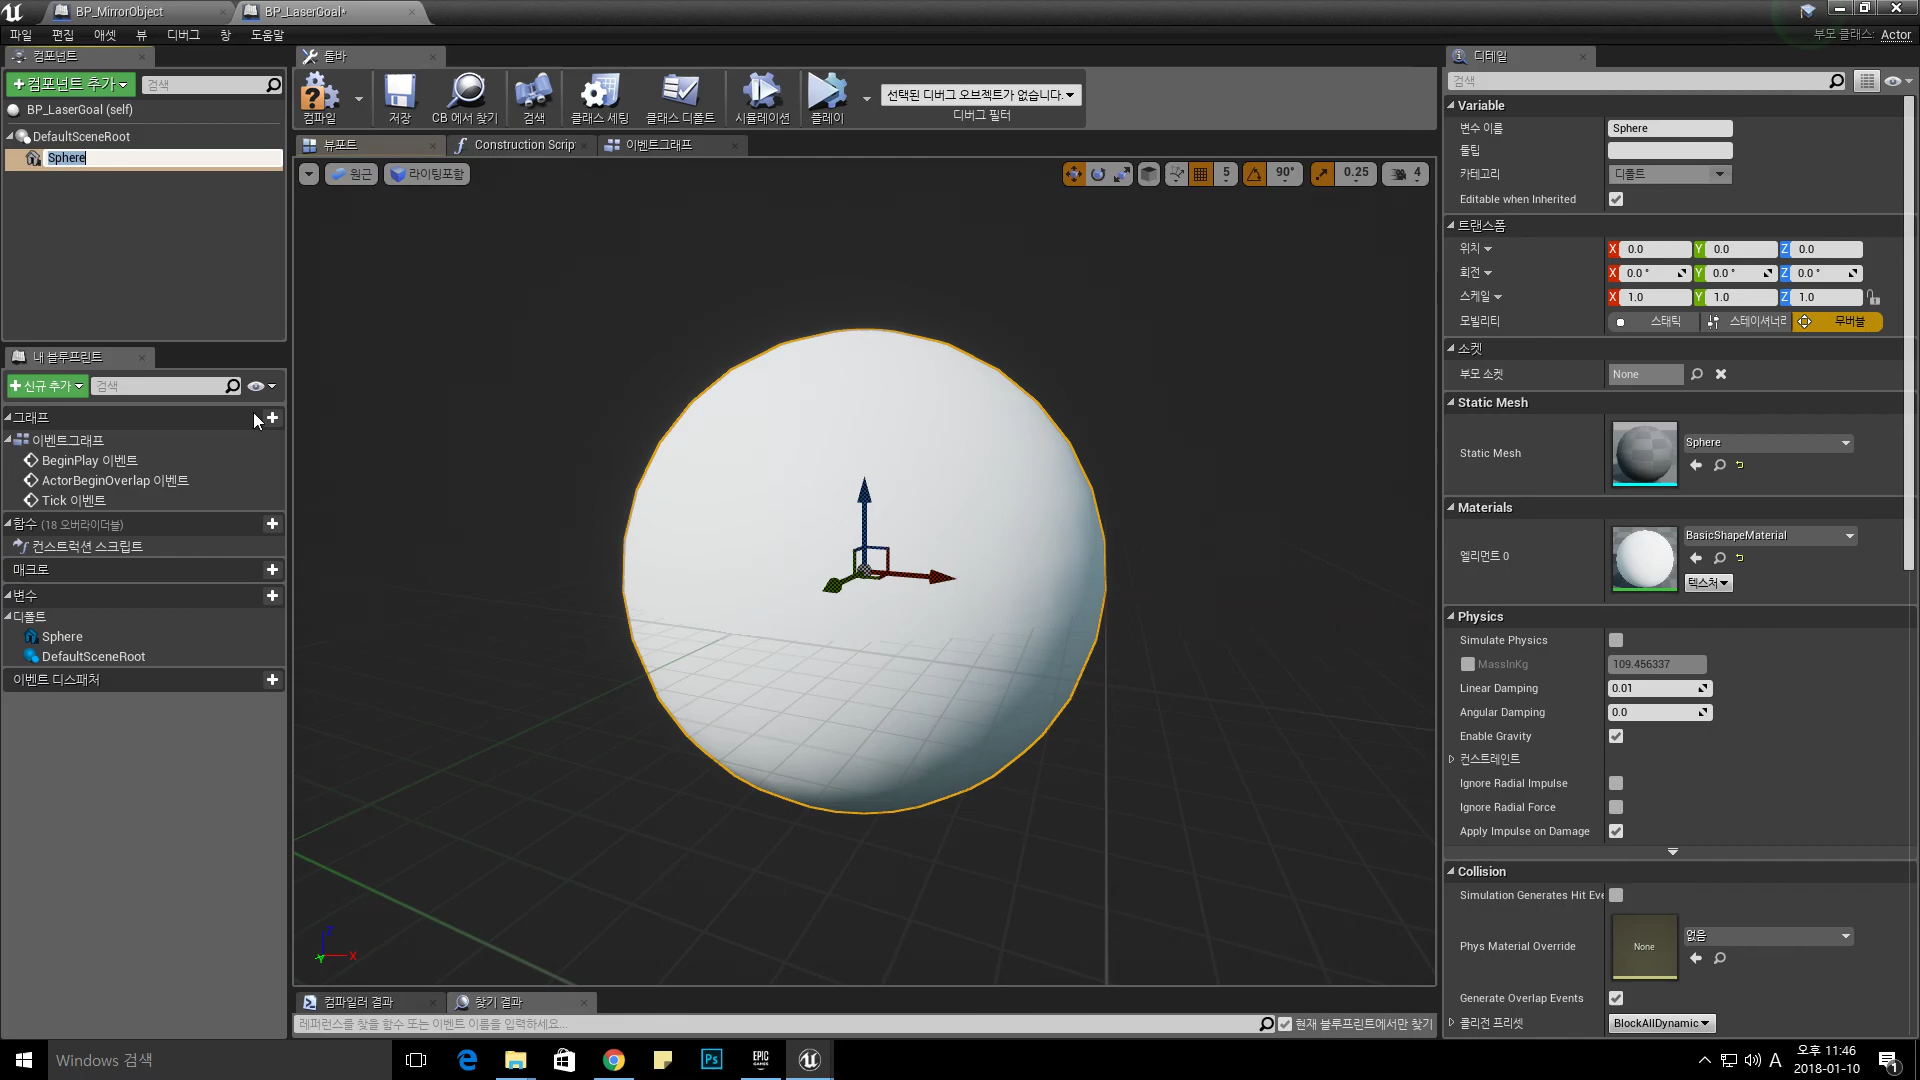 BP_MirrorObject
BP_LaserGoal*
파일 편집 애셋 뷰 디버그 창 도움말
부모 클래스: Actor
컴포넌트
+컴포넌트 추가
검색
BP_LaserGoal (self)
DefaultSceneRoot
Sphere
내 블루프린트
+신규 추가
검색
그래프
이벤트그래프
BeginPlay 이벤트
ActorBeginOverlap 이벤트
Tick 이벤트
함수 (18 오버라이더블)
컨스트럭션 스크립트
매크로
변수
디폴트
Sphere
DefaultSceneRoot
이벤트 디스패처
툴바
컴파일
저장
CB 에서 찾기
검색
클래스 세팅
클래스 디폴트
시뮬레이션
플레이
선택된 디버그 오브젝트가 없습니다.
디버그 필터
뷰포트
Construction Scrip
이벤트그래프
원근
라이팅포함
5
90°
0.25
4
Z
X
Y
컴파일러 결과
찾기 결과
레퍼런스를 찾을 함수 또는 이벤트 이름을 입력하세요...
현재 블루프린트에서만 찾기
디테일
검색
Variable
변수 이름 Sphere
툴팁
카테고리 디폴트
Editable when Inherited
트랜스폼
위치 X 0.0 Y 0.0 Z 0.0
회전 X 0.0 ° Y 0.0 ° Z 0.0 °
스케일 X 1.0 Y 1.0 Z 1.0
모빌리티 스태틱 스테이셔너리 무버블
소켓
부모 소켓 None
Static Mesh
Static Mesh Sphere
Materials
엘리먼트 0 BasicShapeMaterial
텍스처
Physics
Simulate Physics
MassInKg 109.456337
Linear Damping 0.01
Angular Damping 0.0
Enable Gravity
컨스트레인트
Ignore Radial Impulse
Ignore Radial Force
Apply Impulse on Damage
Collision
Simulation Generates Hit Eve
Phys Material Override None 없음
Generate Overlap Events
콜리전 프리셋 BlockAllDynamic
Windows 검색
e
Ps
EPIC
GAMES
A
오후 11:46
2018-01-10
1